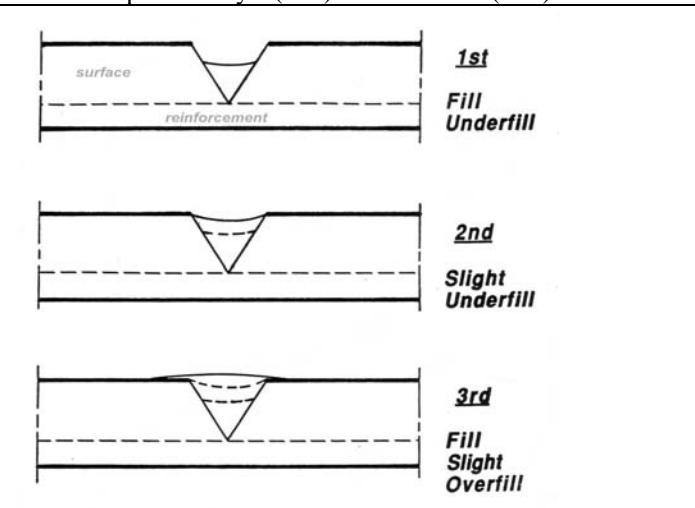 surface
reinforcement
1st
Fill
Underfill
2nd
Slight
Underfill
3rd
Fill
Slight
Overfill